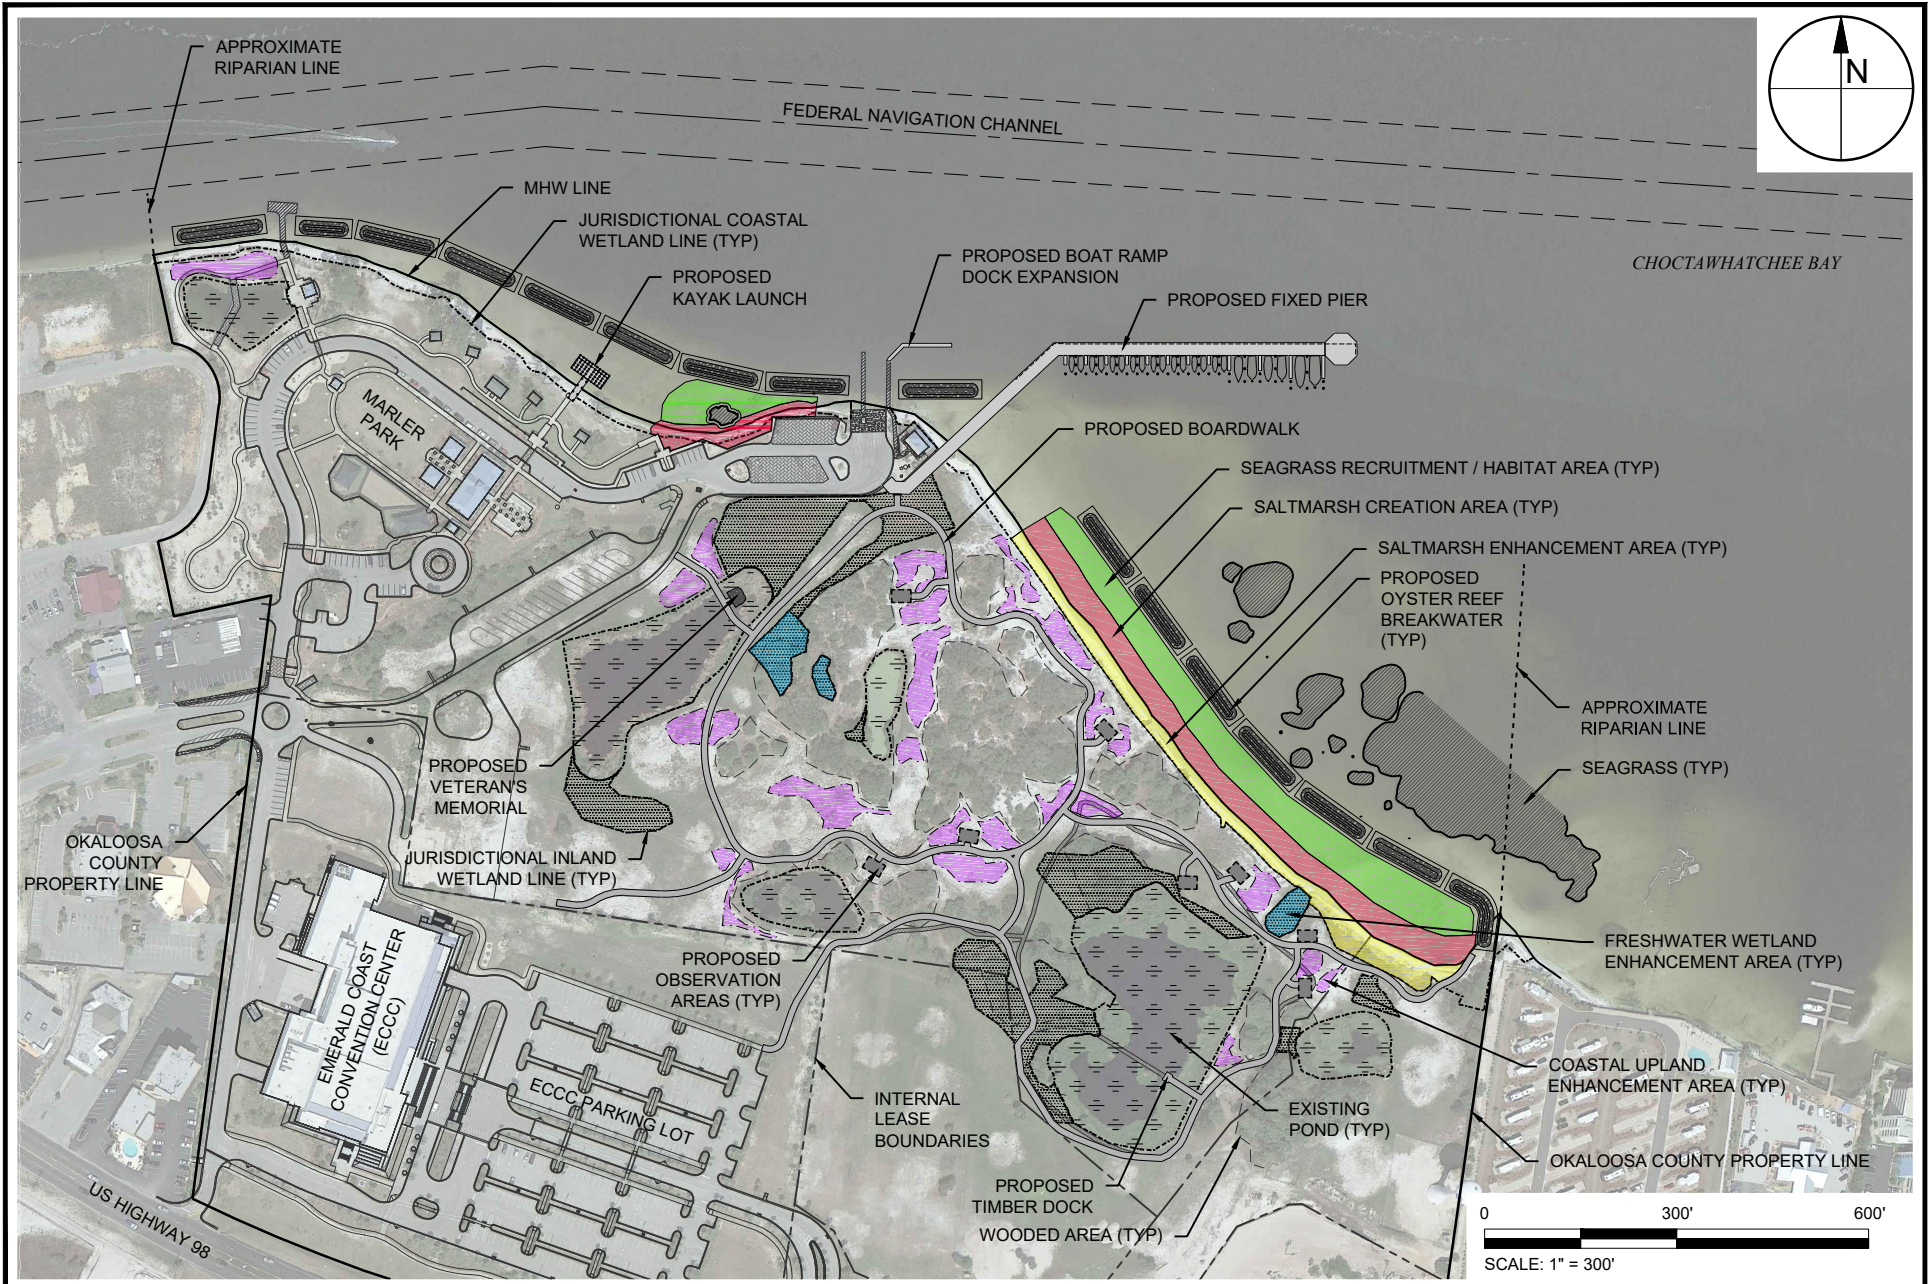 APPROXIMATE
RIPARIAN LINE
N
FEDERAL NAVIGATION CHANNEL
MHW LINE
JURISDICTIONAL COASTAL
WETLAND LINE (TYP)
PROPOSED
KAYAK LAUNCH
PROPOSED BOAT RAMP
DOCK EXPANSION
PROPOSED FIXED PIER
CHOCTAWHATCHEE BAY
MARLER
PARK
PROPOSED BOARDWALK
SEAGRASS RECRUITMENT / HABITAT AREA (TYP)
SALTMARSH CREATION AREA (TYP)
SALTMARSH ENHANCEMENT AREA (TYP)
PROPOSED
OYSTER REEF
BREAKWATER
(TYP)
APPROXIMATE
RIPARIAN LINE
SEAGRASS (TYP)
PROPOSED
VETERAN'S
MEMORIAL
OKALOOSA
COUNTY
PROPERTY LINE
JURISDICTIONAL INLAND
WETLAND LINE (TYP)
EMERALD COAST
CONVENTION CENTER
(ECCC)
PROPOSED
OBSERVATION
AREAS (TYP)
FRESHWATER WETLAND
ENHANCEMENT AREA (TYP)
COASTAL UPLAND
ENHANCEMENT AREA (TYP)
ECCC PARKING LOT
INTERNAL
LEASE
BOUNDARIES
EXISTING
POND (TYP)
OKALOOSA COUNTY PROPERTY LINE
PROPOSED
TIMBER DOCK
WOODED AREA (TYP)
US HIGHWAY 98
0 300' 600'
SCALE: 1" = 300'